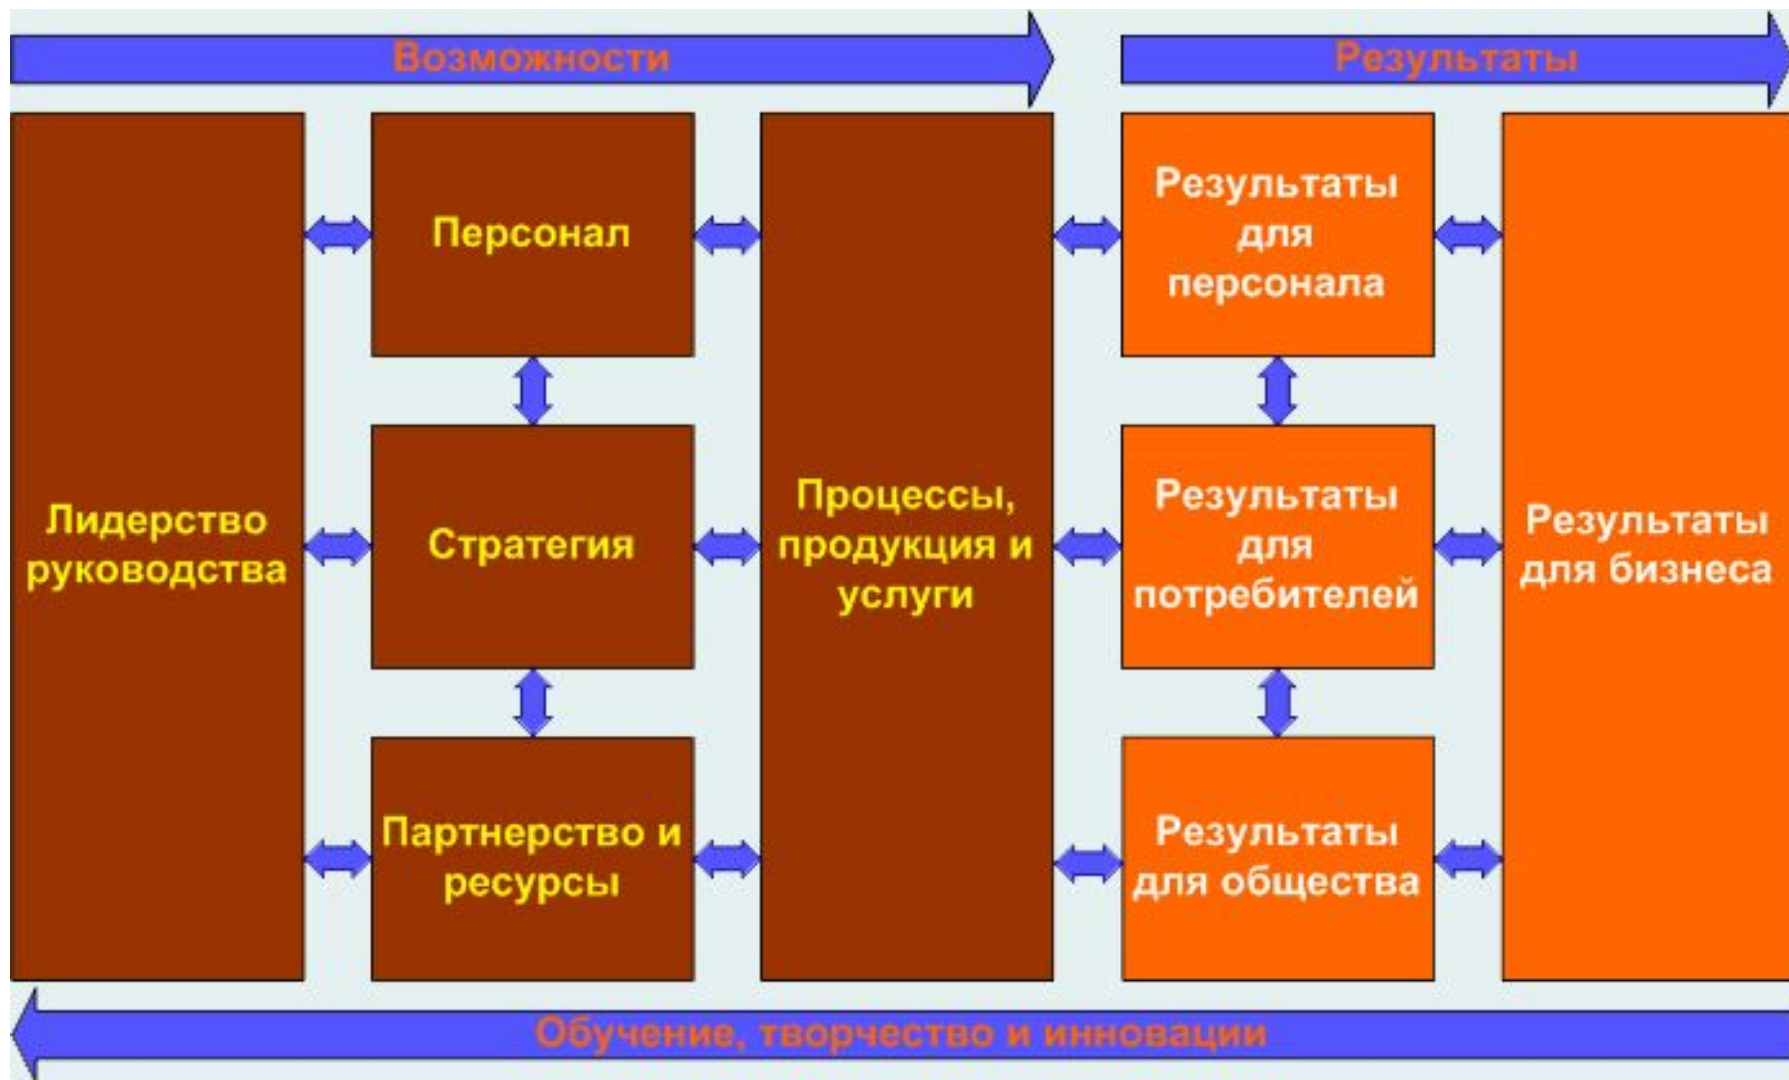 Возможности
Результаты
Лидерство
руководства
Персонал
Стратегия
Партнерство и
ресурсы
Процессы,
продукция и
услуги
Результаты
для
персонала
Результаты
для
потребителей
Результаты
для общества
Результаты
для бизнеса
Обучение, творчество и инновации